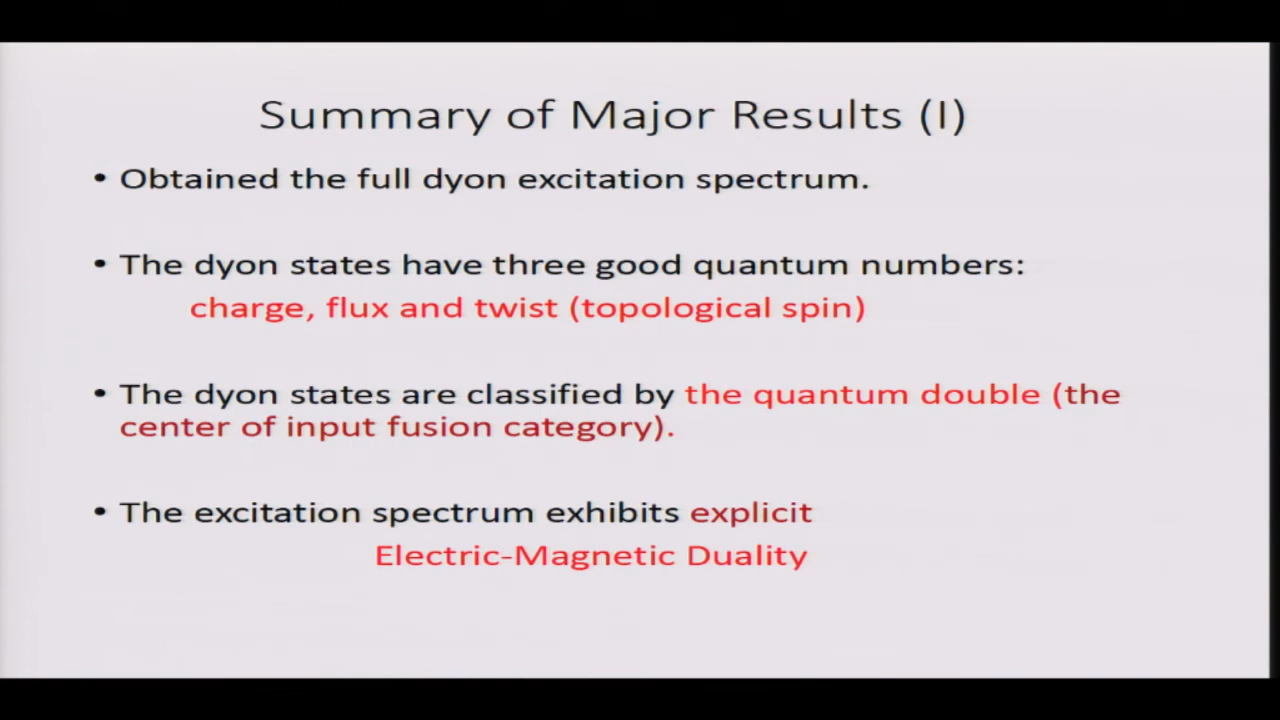 Summary of Major Results (I)
• Obtained the full dyon excitation spectrum.
• The dyon states have three good quantum numbers:
charge, flux and twist (topological spin)
• The dyon states are classified by the quantum double (the
center of input fusion category).
• The excitation spectrum exhibits explicit
Electric-Magnetic Duality